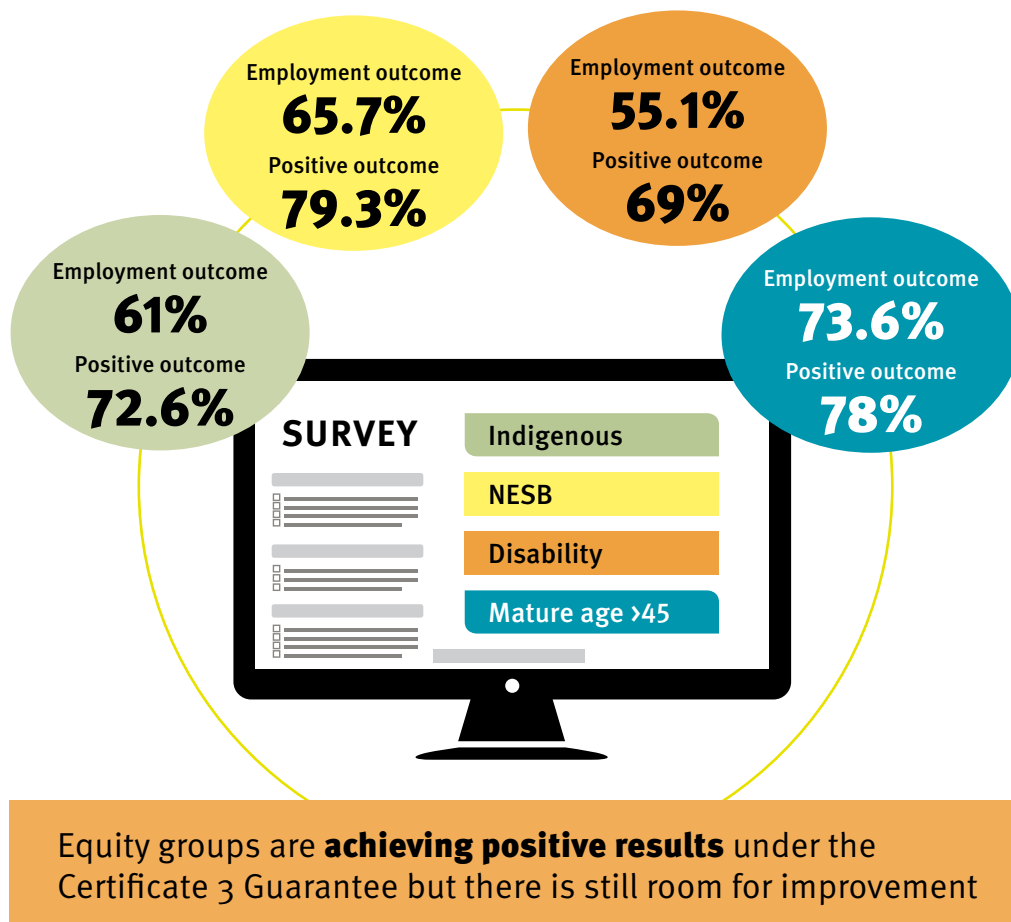 Employment outcome
65.7%
Positive outcome
79.3%
Employment outcome
55.1%
Positive outcome
69%
Employment outcome
61%
Positive outcome
72.6%
Employment outcome
73.6%
Positive outcome
78%
SURVEY
Indigenous
NESB
Disability
Mature age >45
Equity groups are achieving positive results under the
Certificate 3 Guarantee but there is still room for improvement